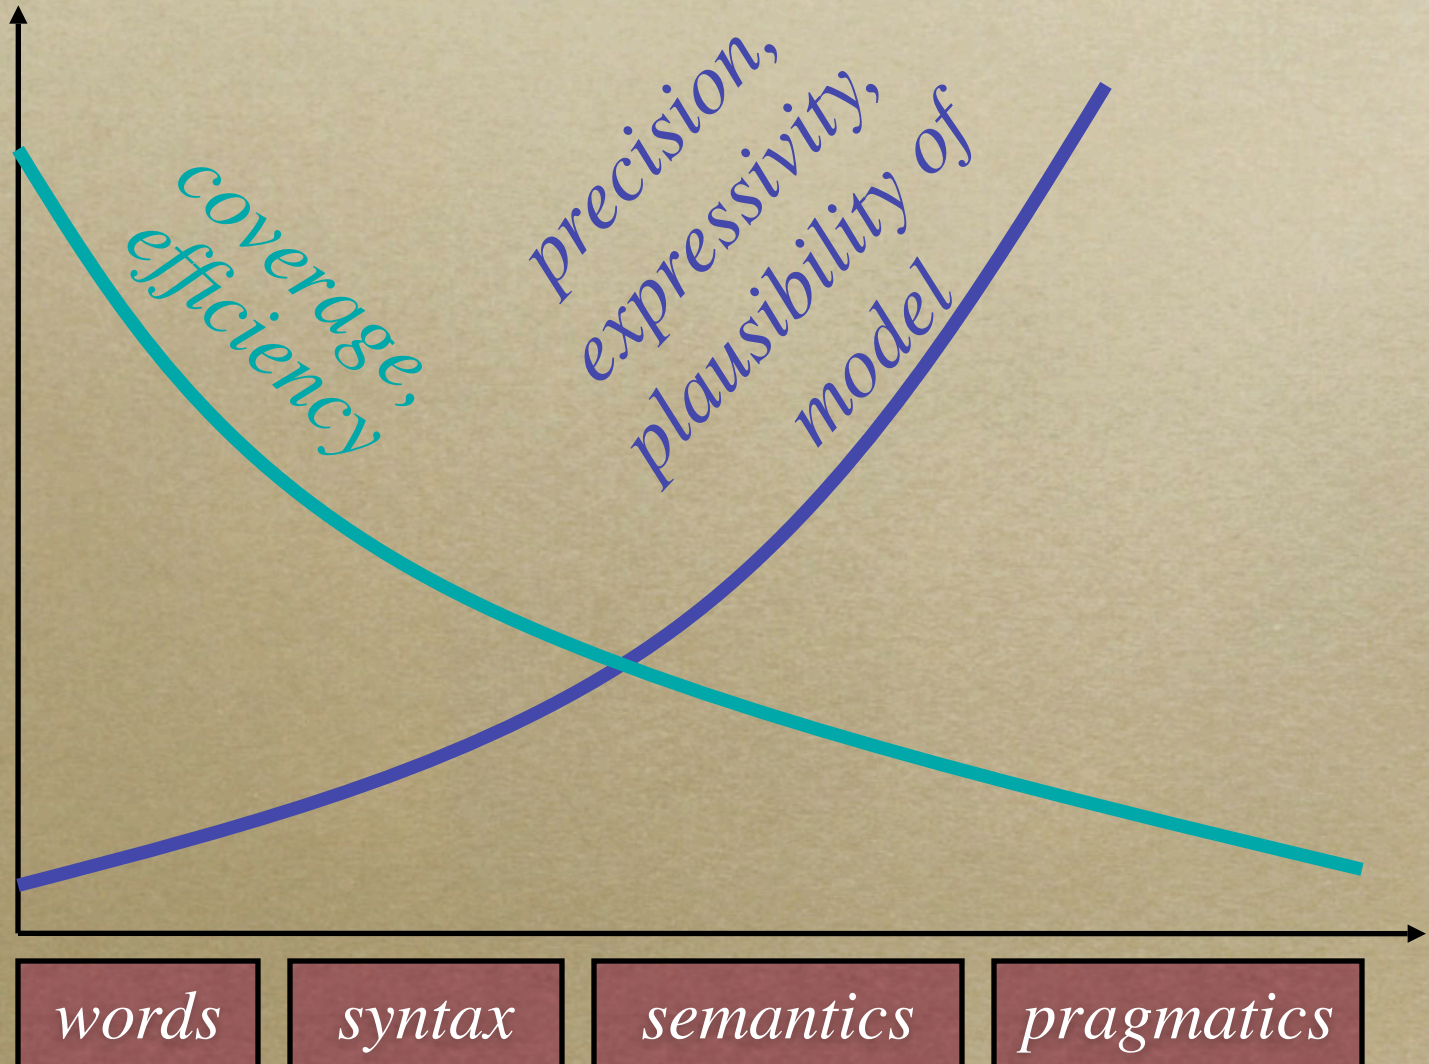 coverage,
efficiency
precision,
expressivity,
plausibility of
model
words
syntax
semantics
pragmatics